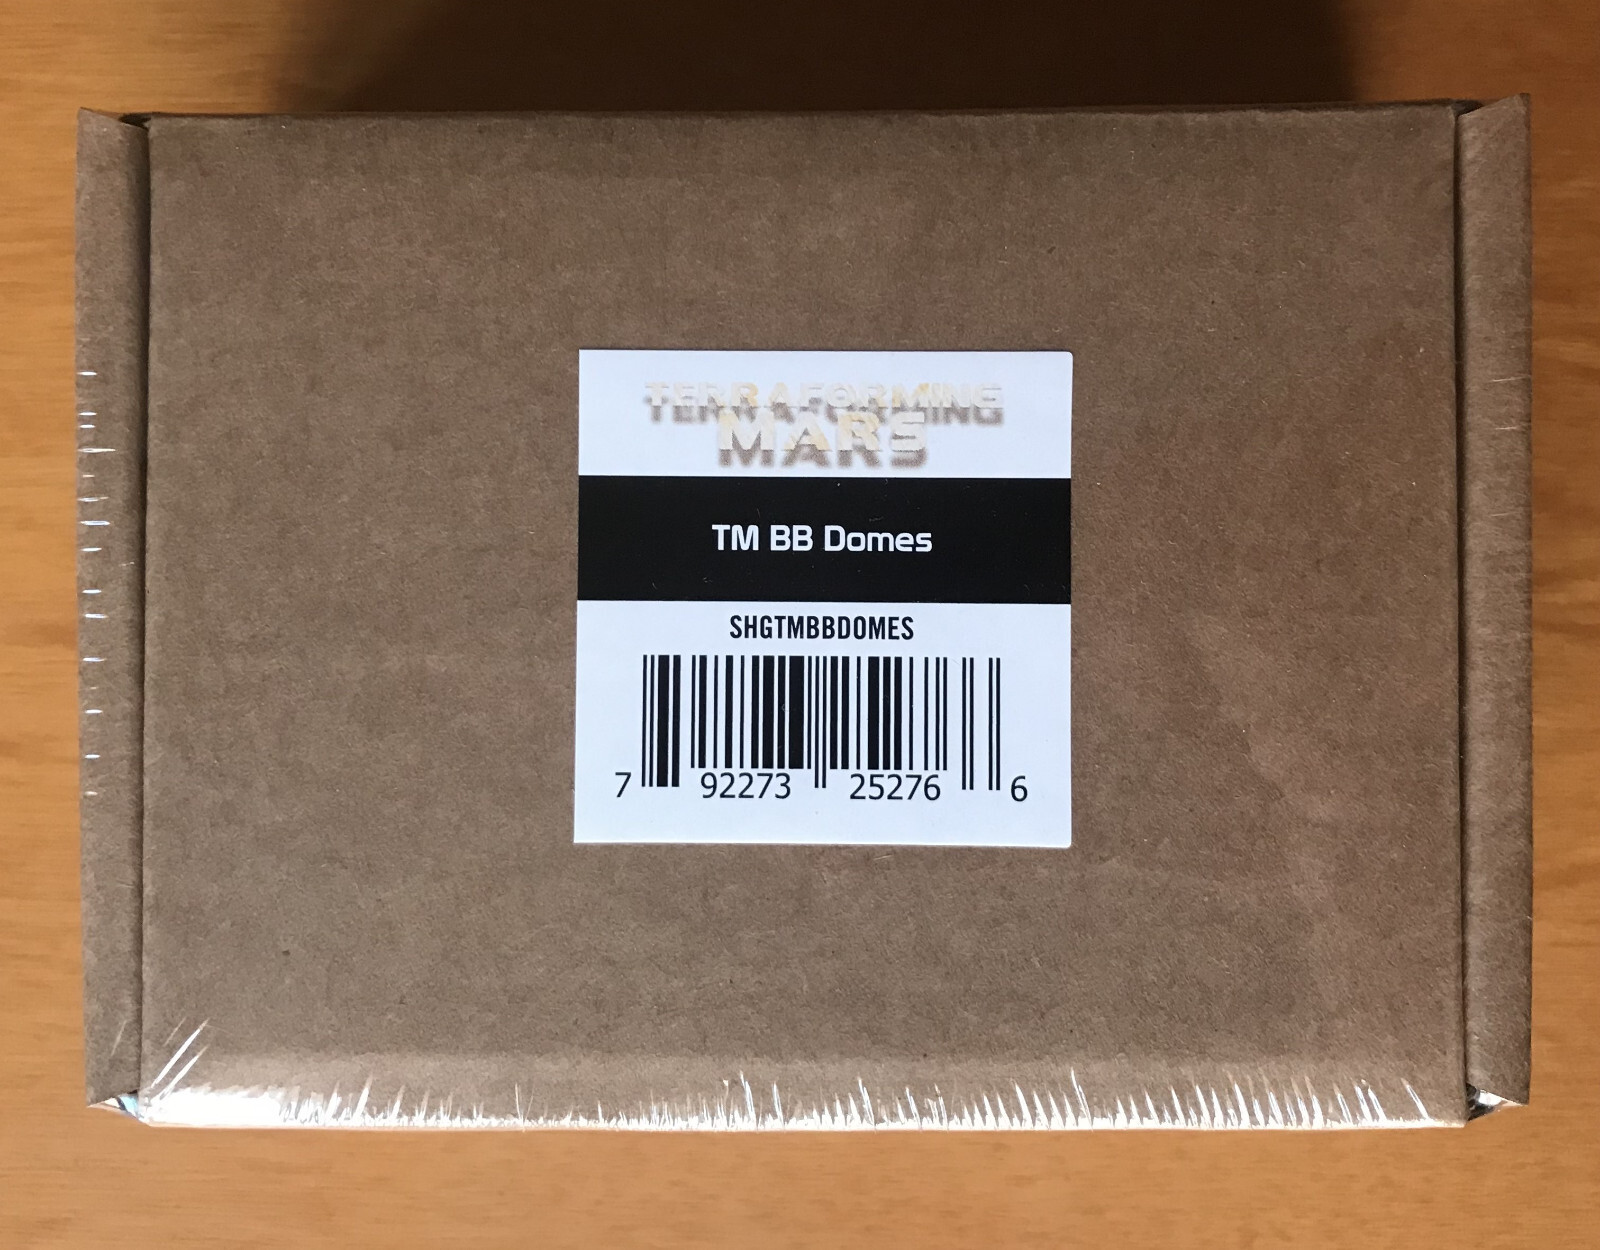 TERRAFORMING
MARS
TM BB Domes
SHGTMBBDOMES
7 92273 25276 6